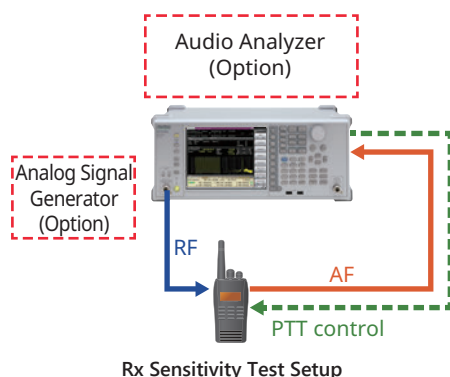 Audio Analyzer
(Option)
Analog Signal
Generator
(Option)
RF
AF
PTT control
Rx Sensitivity Test Setup